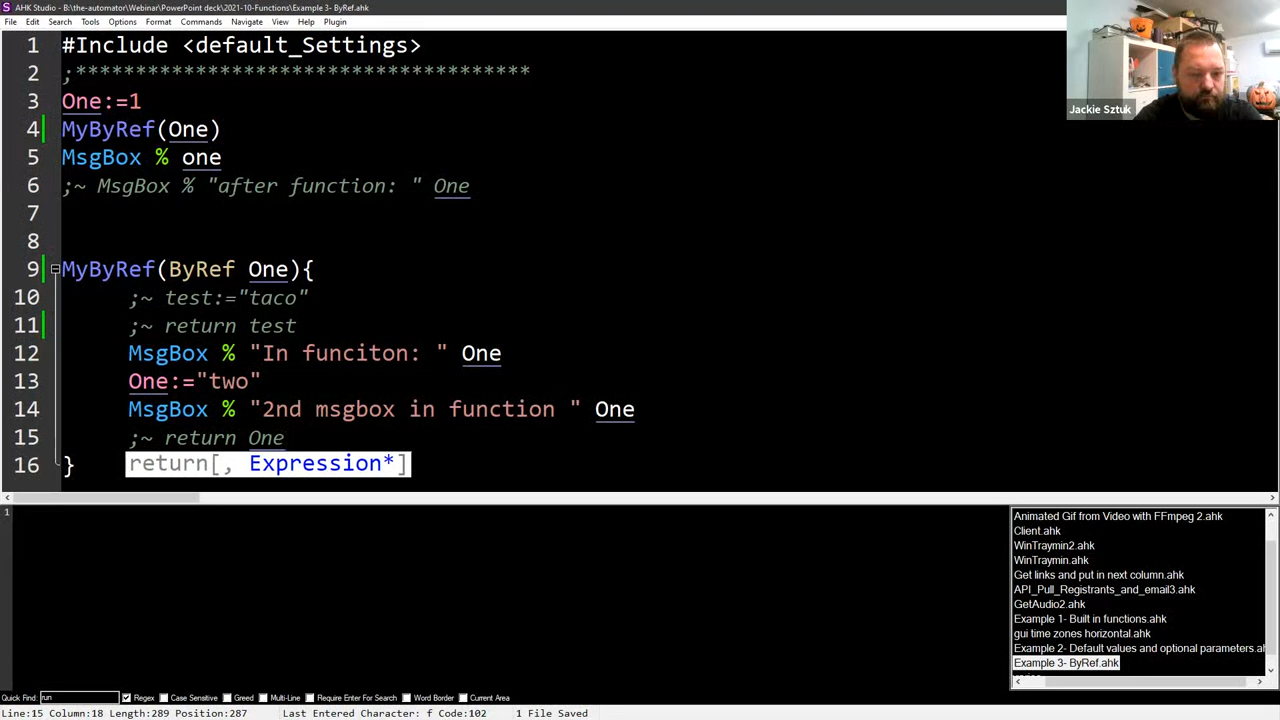 AHK Studio - B:\the-automator\Webinar\PowerPoint deck\2021-10-Functions\Example 3- ByRef.ahk
File Edit Search Tools Options Format Commands Navigate View Help Plugin
1 #Include <default_Settings>
2 ;**************************************
3 One:=1
4 MyByRef(One)
5 MsgBox % one
6 ;~ MsgBox % "after function: " One
7
8
9 MyByRef(ByRef One){
10 ;~ test:="taco"
11 ;~ return test
12 MsgBox % "In funciton: " One
13 One:="two"
14 MsgBox % "2nd msgbox in function " One
15 ;~ return One
16 } return[, Expression*]
Jackie Sztuk
1
Animated Gif from Video with FFmpeg 2.ahk
Client.ahk
WinTraymin2.ahk
WinTraymin.ahk
Get links and put in next column.ahk
API_Pull_Registrants_and_email3.ahk
GetAudio2.ahk
Example 1- Built in functions.ahk
gui time zones horizontal.ahk
Example 2- Default values and optional parameters.ah
Example 3- ByRef.ahk
Quick Find: run Regex Case Sensitive Greed Multi-Line Require Enter For Search Word Border Current Area
Line:15 Column:18 Length:289 Position:287 Last Entered Character: f Code:102 1 File Saved